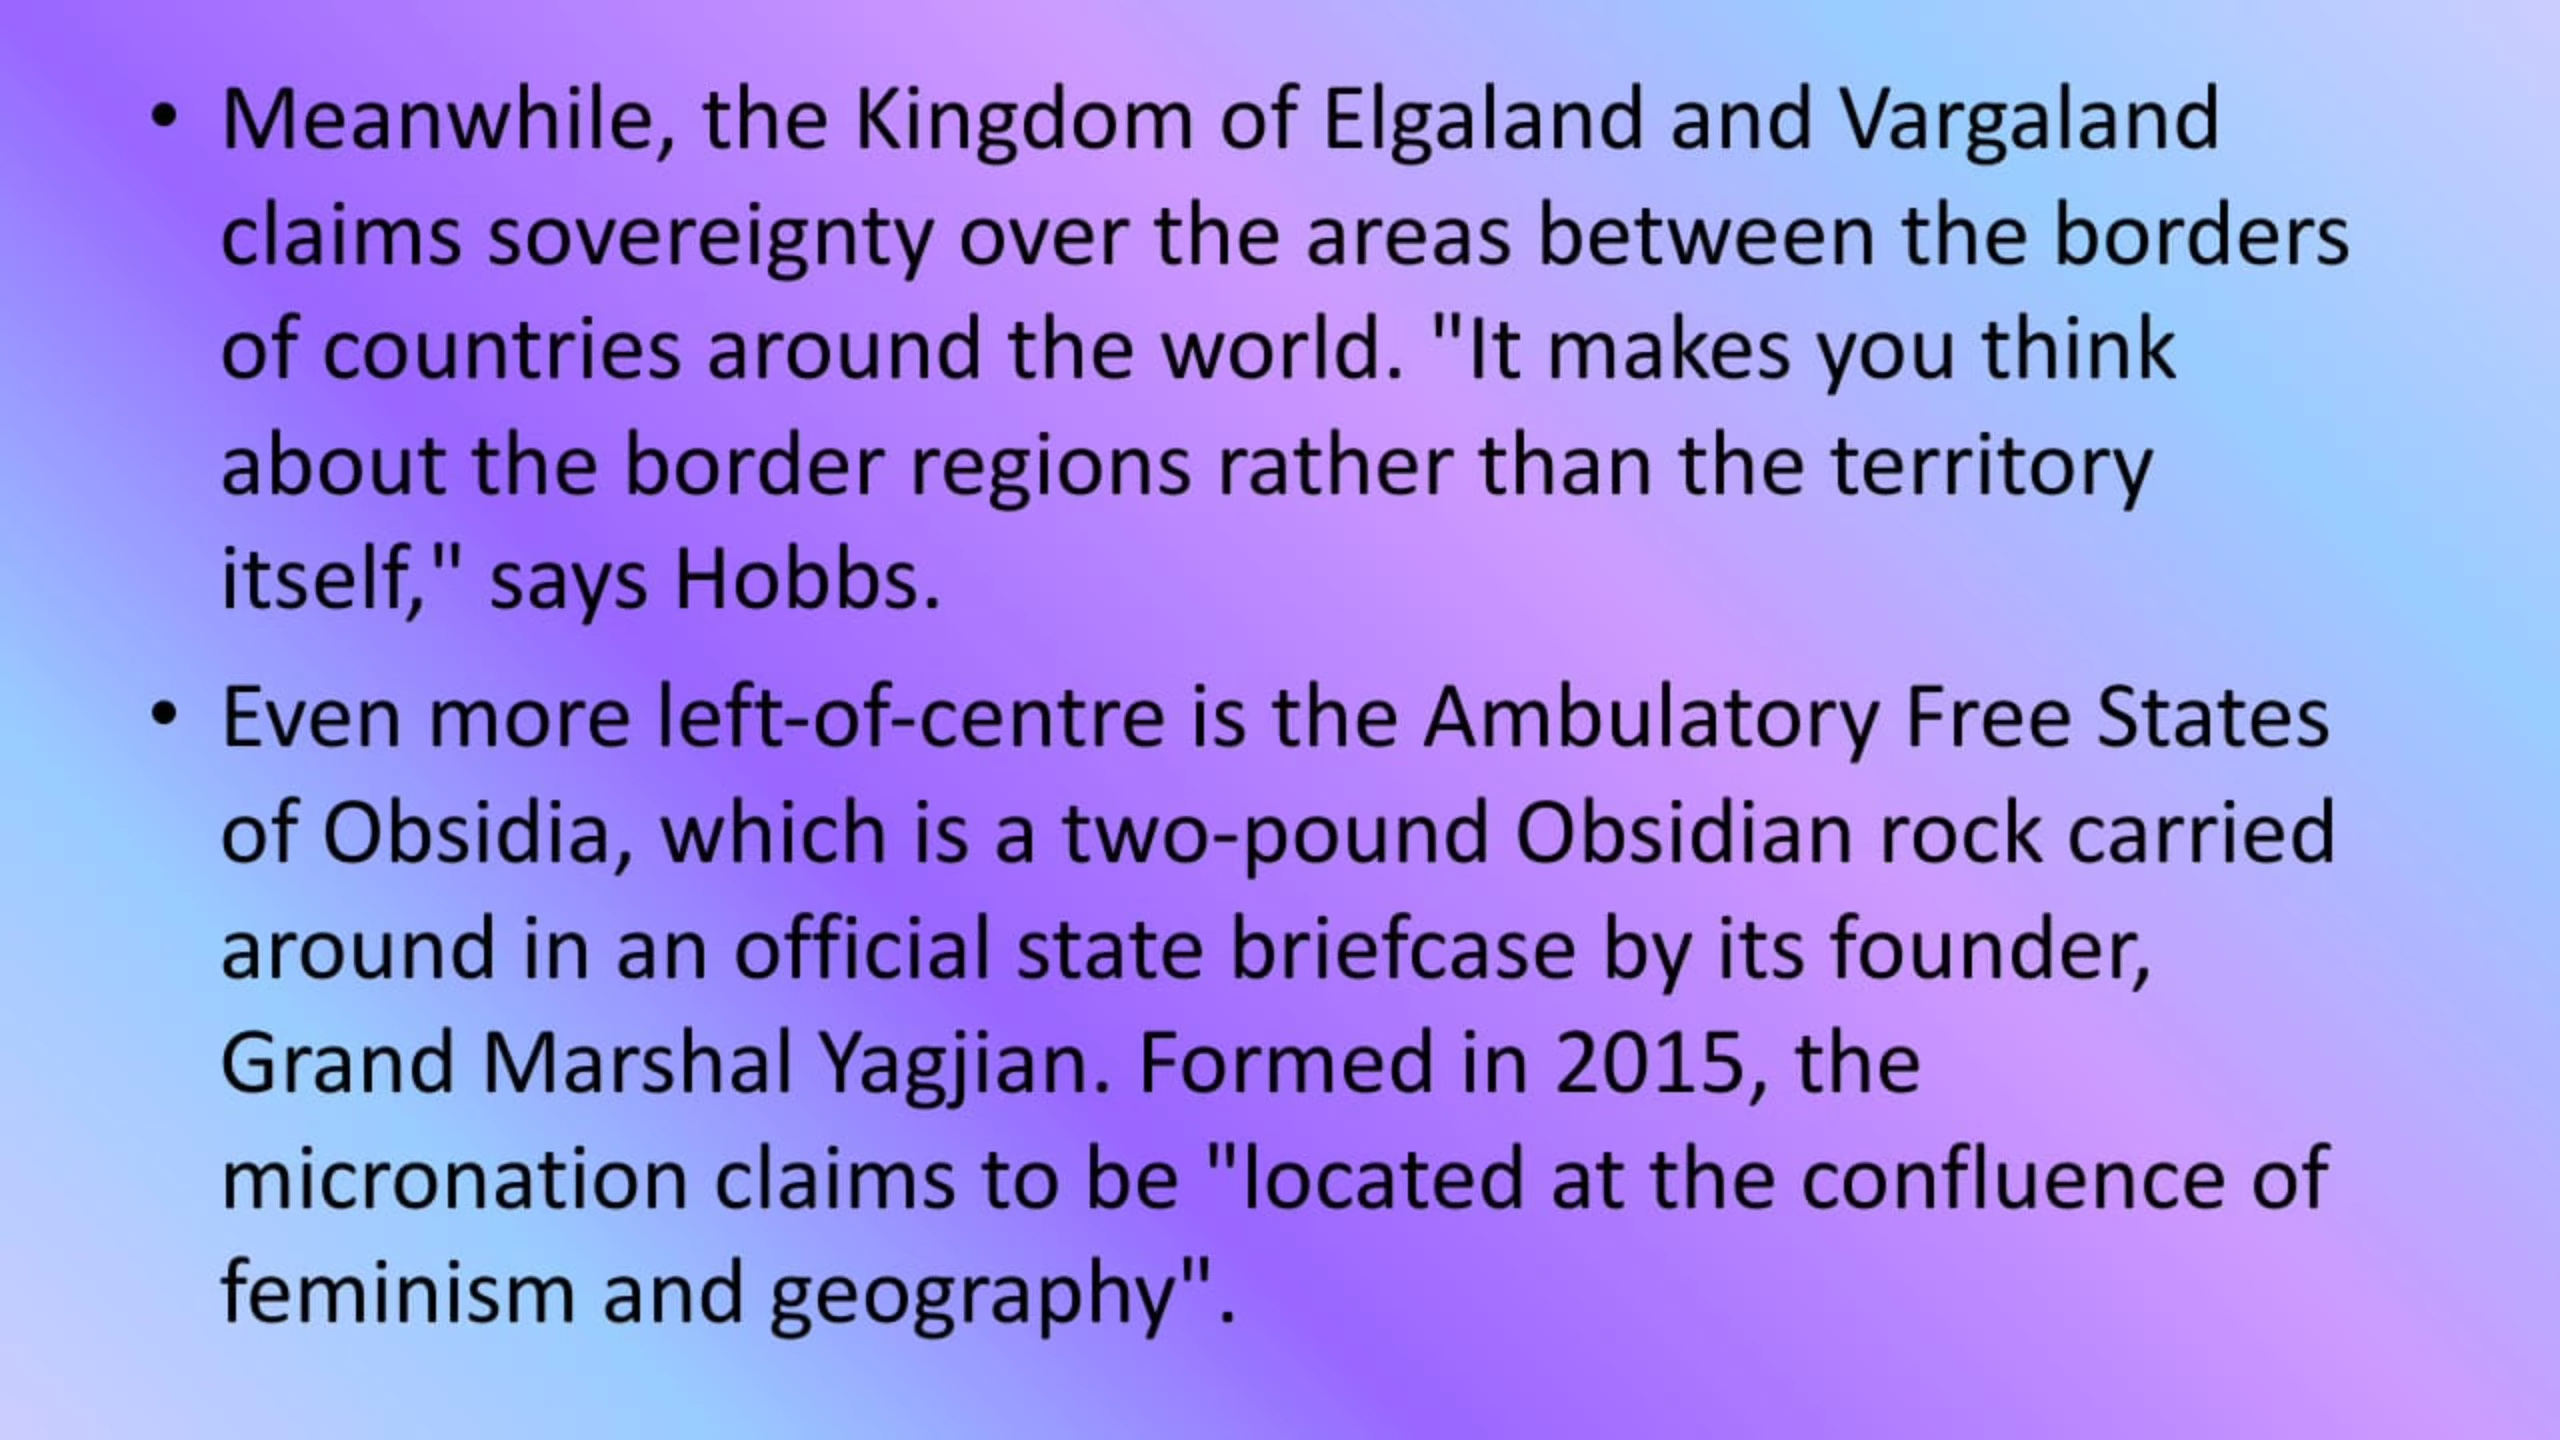 • Meanwhile, the Kingdom of Elgaland and Vargaland
claims sovereignty over the areas between the borders
of countries around the world. "It makes you think
about the border regions rather than the territory
itself," says Hobbs.
• Even more left-of-centre is the Ambulatory Free States
of Obsidia, which is a two-pound Obsidian rock carried
around in an official state briefcase by its founder,
Grand Marshal Yagjian. Formed in 2015, the
micronation claims to be "located at the confluence of
feminism and geography".